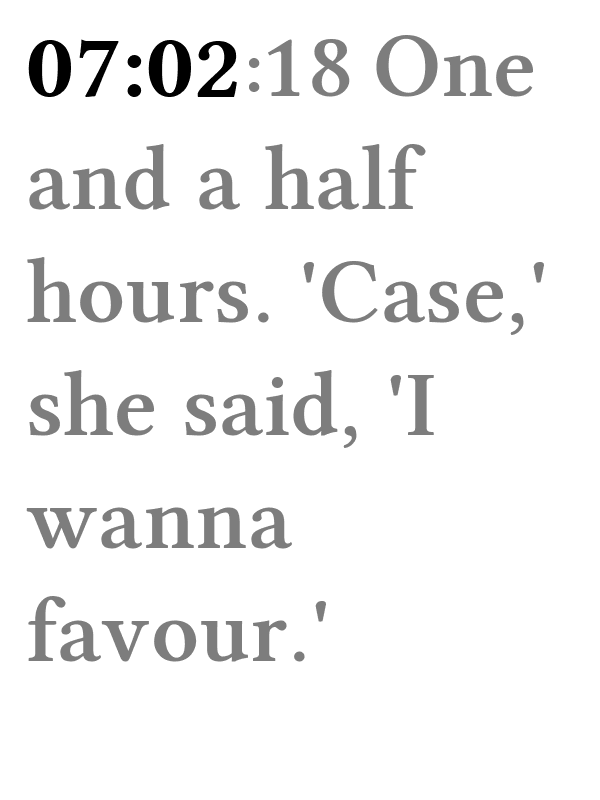 07:02:18 One
and a half
hours. 'Case,'
she said, 'I
wanna
favour.'